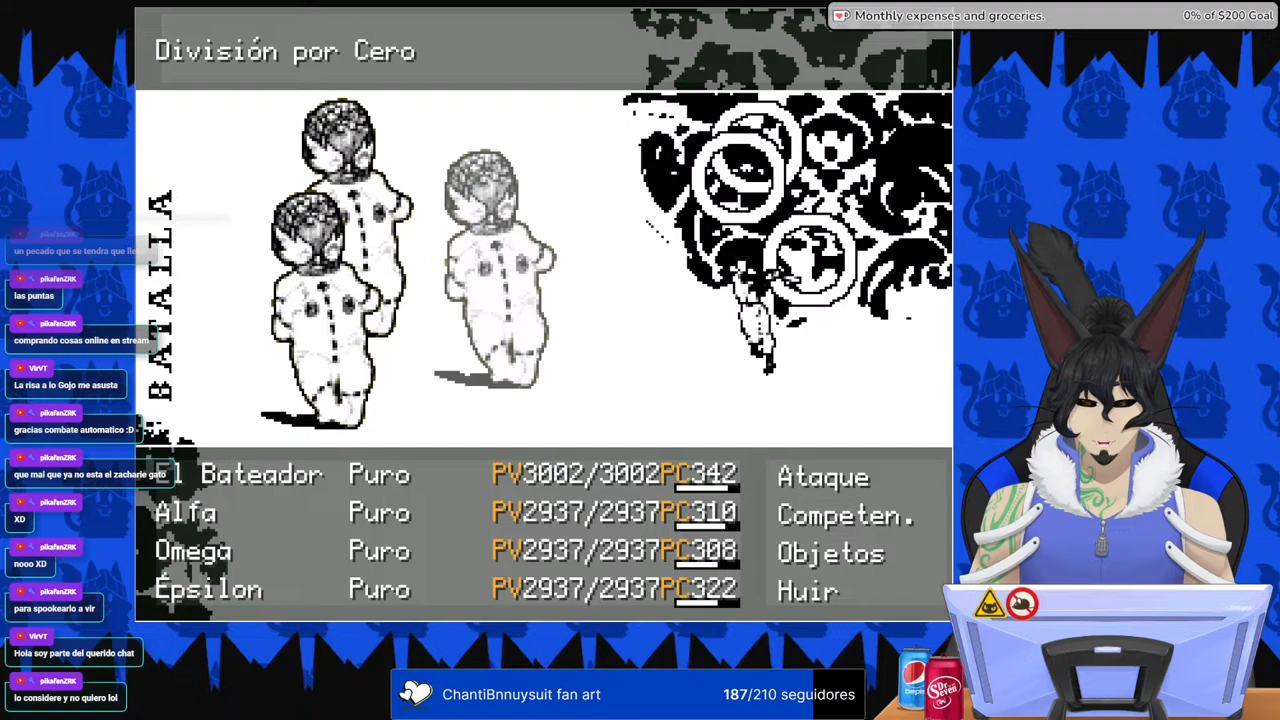 Monthly expenses and groceries.
0% of $200 Goal
División por Cero
BATALLA
pikafanZRK
un pecado que se tendra que lle
pikafanZRK
las puntas
pikafanZRK
comprando cosas online en stream
VirVT
La risa a lo Gojo me asusta
pikafanZRK
gracias combate automatico :D
pikafanZRK
que mal que ya no esta el zacharie gato
pikafanZRK
XD
pikafanZRK
nooo XD
pikafanZRK
para spookearlo a vir
VirVT
Hola soy parte del querido chat
pikafanZRK
lo considere y no quiero lol
El Bateador Puro PV3002/3002PC342
Alfa Puro PV2937/2937PC310
Omega Puro PV2937/2937PC308
Épsilon Puro PV2937/2937PC322
Ataque
Competen.
Objetos
Huir
ChantiBnnuysuit fan art 187/210 seguidores